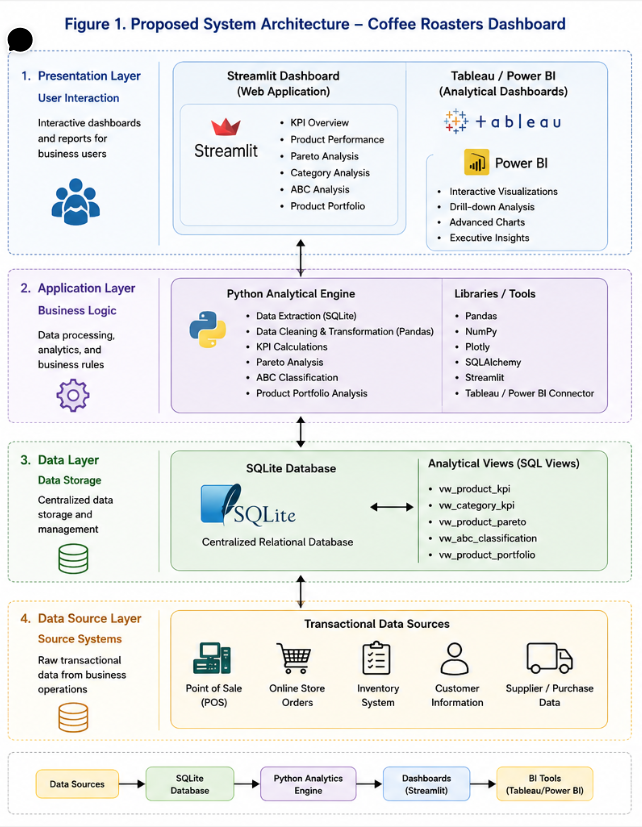 Figure 1. Proposed System Architecture – Coffee Roasters Dashboard
1. Presentation Layer
User Interaction
Interactive dashboards
and reports for
business users
Streamlit Dashboard
(Web Application)
Streamlit
• KPI Overview
• Product Performance
• Pareto Analysis
• Category Analysis
• ABC Analysis
• Product Portfolio
Tableau / Power BI
(Analytical Dashboards)
+ a b l e a u
Power BI
• Interactive Visualizations
• Drill-down Analysis
• Advanced Charts
• Executive Insights
2. Application Layer
Business Logic
Data processing,
analytics, and
business rules
Python Analytical Engine
• Data Extraction (SQLite)
• Data Cleaning & Transformation (Pandas)
• KPI Calculations
• Pareto Analysis
• ABC Classification
• Product Portfolio Analysis
Libraries / Tools
• Pandas
• NumPy
• Plotly
• SQLAlchemy
• Streamlit
• Tableau / Power BI Connector
3. Data Layer
Data Storage
Centralized data
storage and
management
SQLite Database
SQLite
Centralized Relational Database
Analytical Views (SQL Views)
• vw_product_kpi
• vw_category_kpi
• vw_product_pareto
• vw_abc_classification
• vw_product_portfolio
4. Data Source Layer
Source Systems
Raw transactional
data from business
operations
Transactional Data Sources
Point of Sale
(POS)
Online Store
Orders
Inventory
System
Customer
Information
Supplier / Purchase
Data
Data Sources
SQLite
Database
Python Analytics
Engine
Dashboards
(Streamlit)
BI Tools
(Tableau/Power BI)